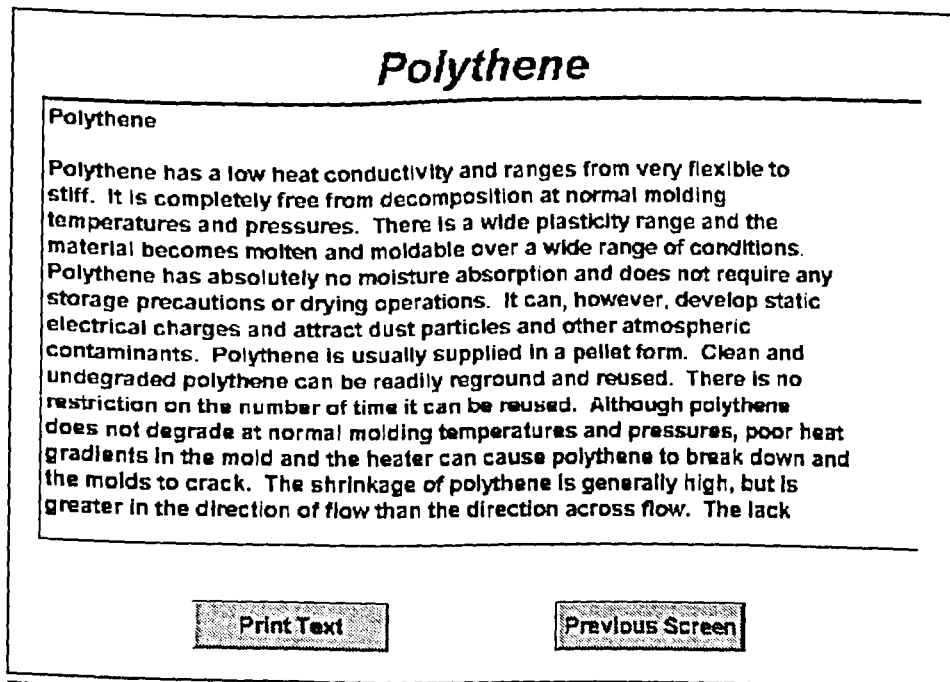 Polythene
Polythene
Polythene has a low heat conductivity and ranges from very flexible to
stiff. It is completely free from decomposition at normal molding
temperatures and pressures. There is a wide plasticity range and the
material becomes molten and moldable over a wide range of conditions.
Polythene has absolutely no moisture absorption and does not require any
storage precautions or drying operations. It can, however, develop static
electrical charges and attract dust particles and other atmospheric
contaminants. Polythene is usually supplied in a pellet form. Clean and
undegraded polythene can be readily reground and reused. There is no
restriction on the number of time it can be reused. Although polythene
does not degrade at normal molding temperatures and pressures, poor heat
gradients in the mold and the heater can cause polythene to break down and
the molds to crack. The shrinkage of polythene is generally high, but is
greater in the direction of flow than the direction across flow. The lack
Print Text
Previous Screen